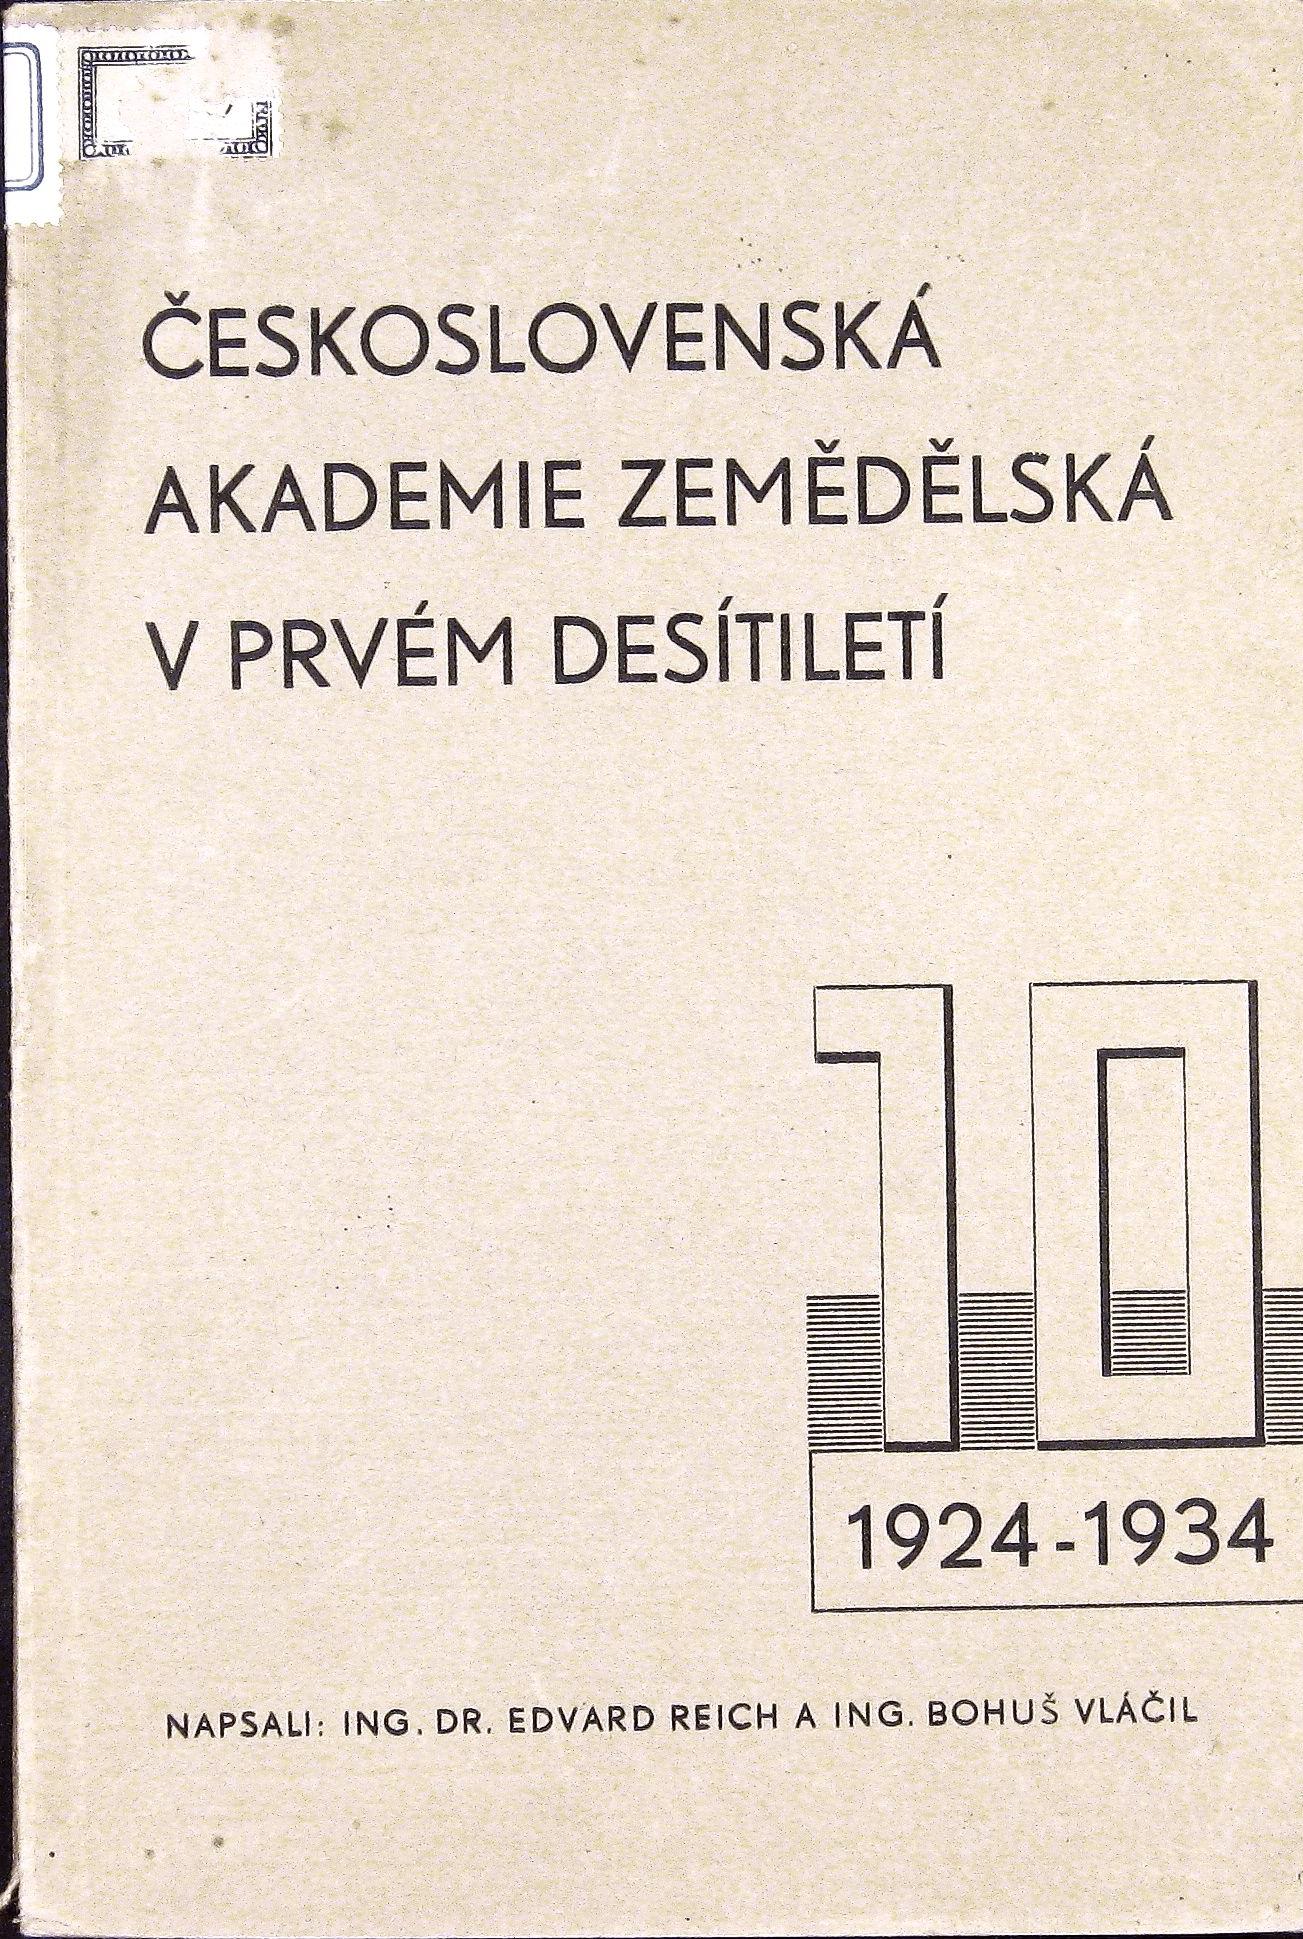 ČESKOSLOVENSKÁ
AKADEMIE ZEMĚDĚLSKÁ
V PRVÉM DESÍTILETÍ
10
1924-1934
NAPSALI: ING. DR. EDVARD REICH A ING. BOHUŠ VLÁČIL